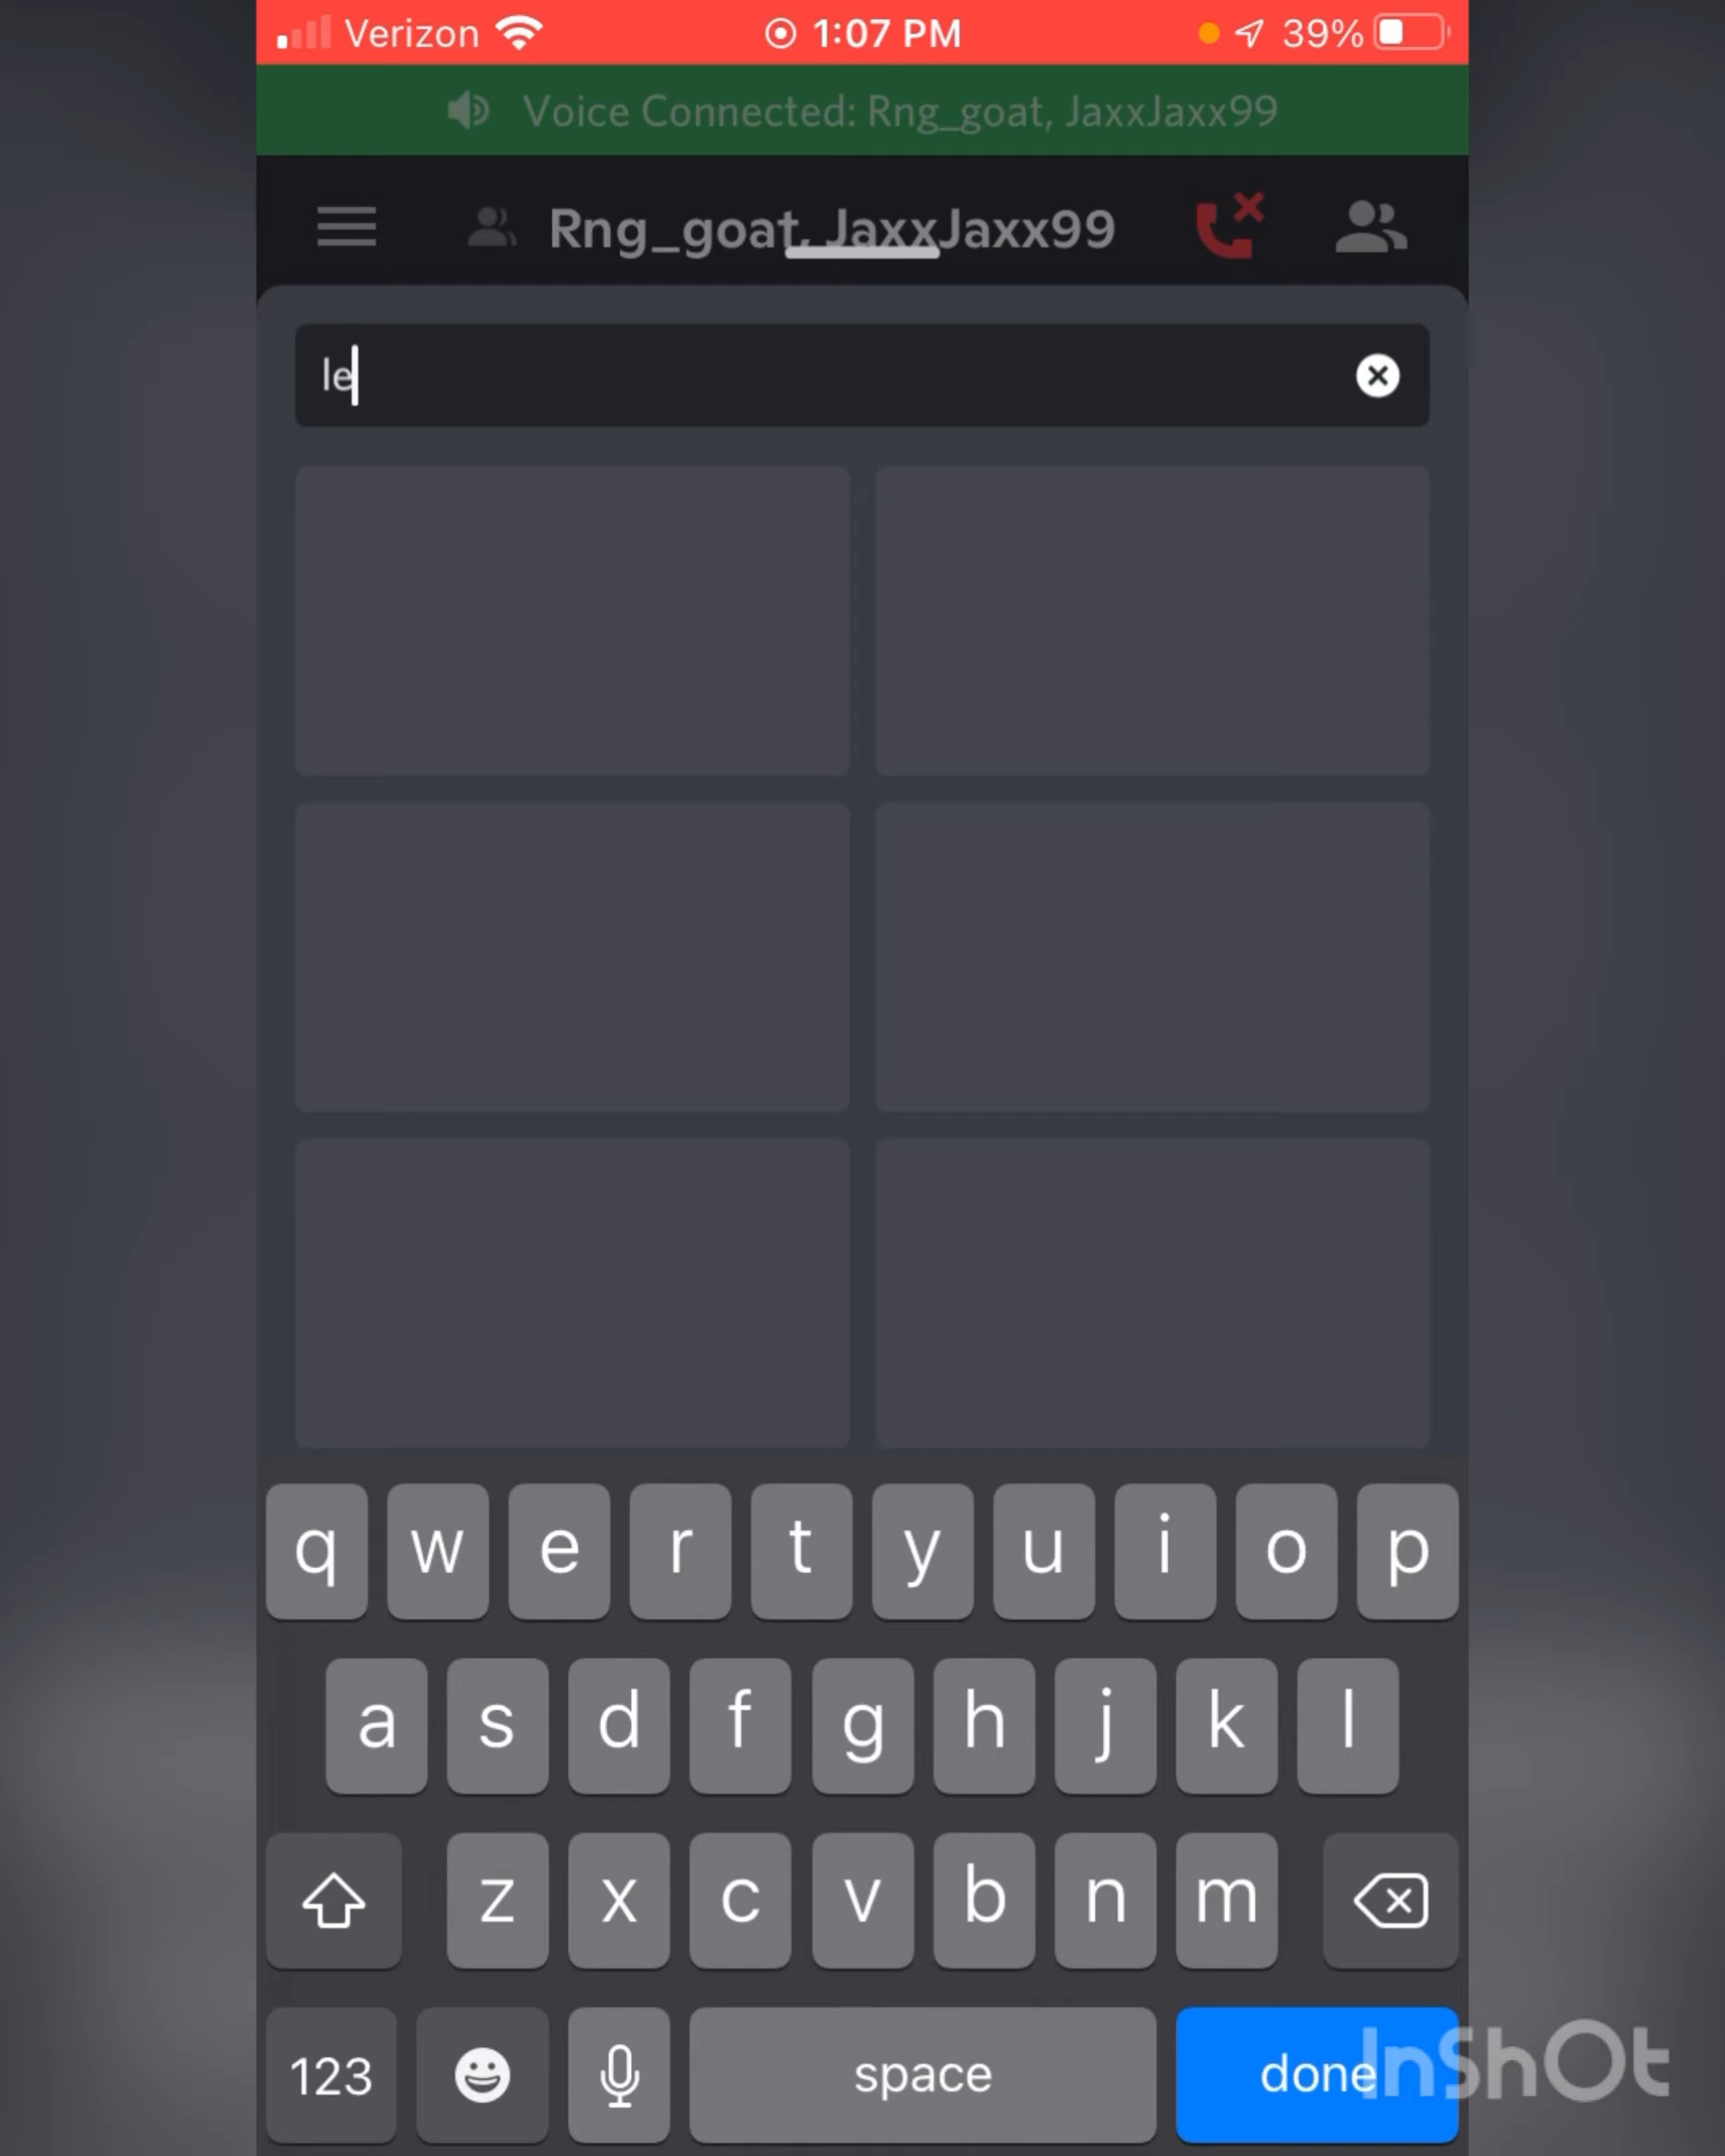 Verizon 1:07 PM 39%
Voice Connected: Rng_goat, JaxxJaxx99
Rng_goat, JaxxJaxx99
le
q w e r t y u i o p
a s d f g h j k l
z x c v b n m
123 space done
InShOt